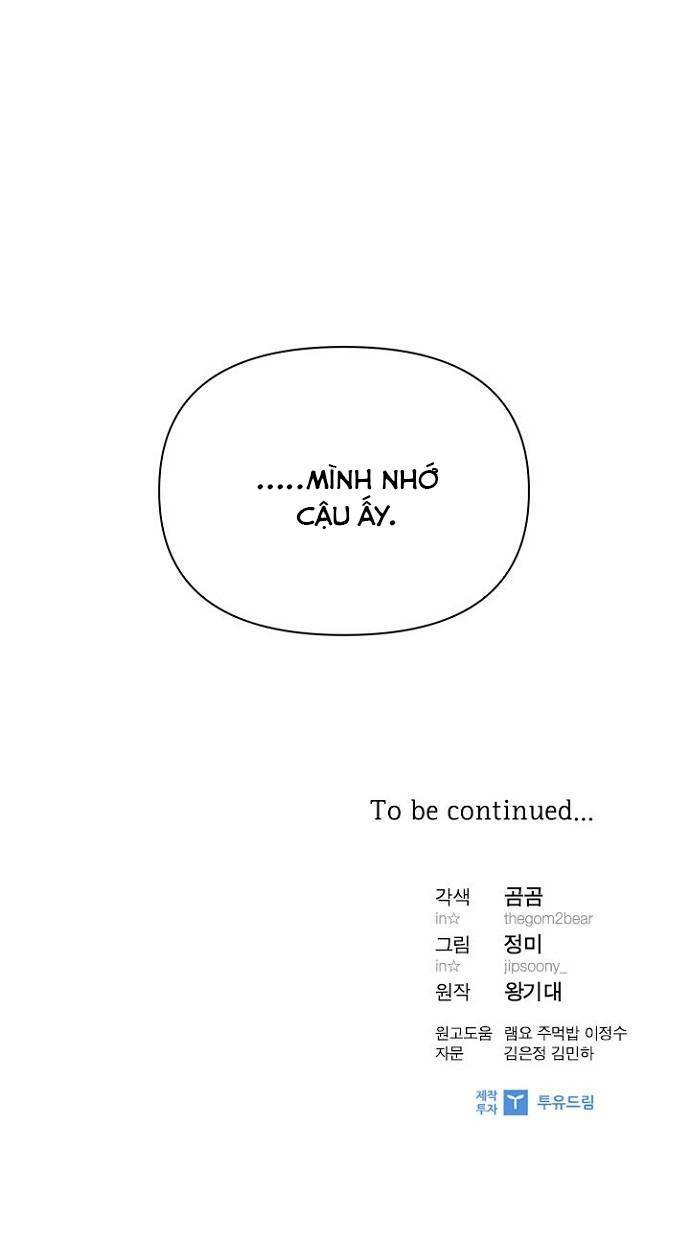 .....MÌNH NHỚ
CẬU ẤY.
To be continued...
각색 곰곰
in☆ thegom2bear
그림 정미
in☆ jipsoony_
원작 왕기대
원고도움 램요 주먹밥 이정수
자문 김은정 김민하
제작
투자 투유드림